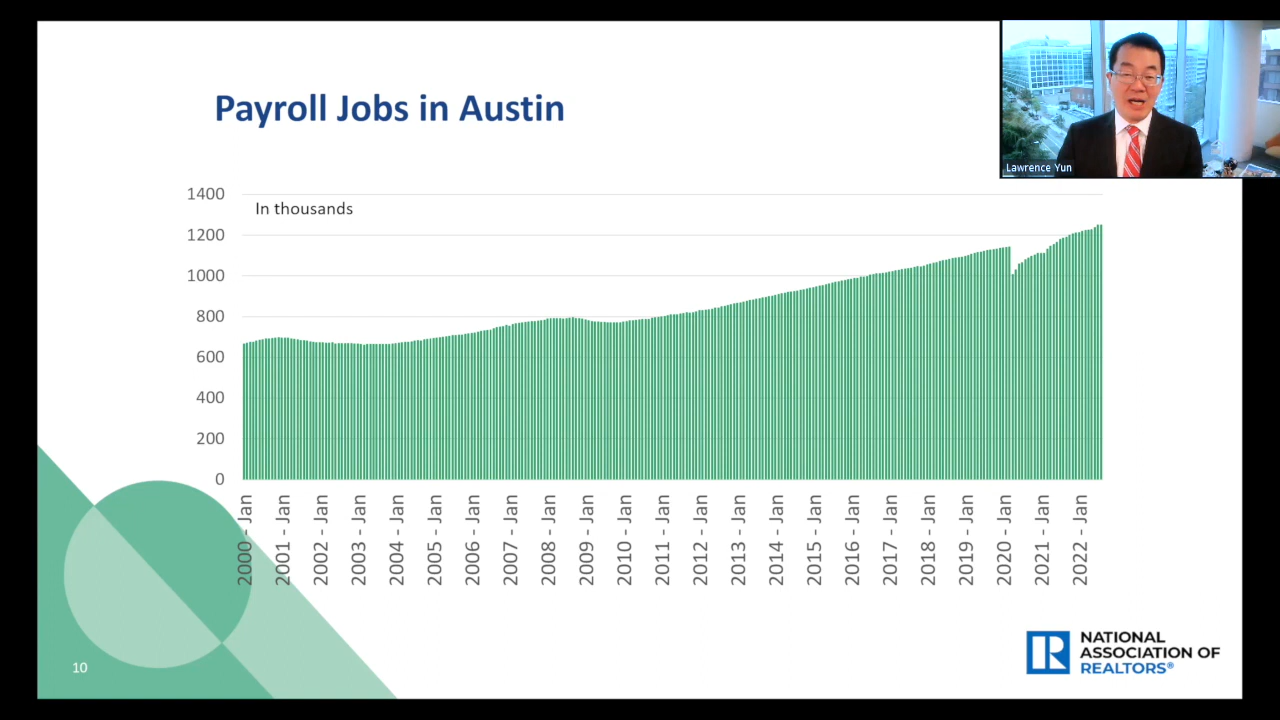 Payroll Jobs in Austin
Lawrence Yun
In thousands
1400
1200
1000
800
600
400
200
0
2000 - Jan
2001 - Jan
2002 - Jan
2003 - Jan
2004 - Jan
2005 - Jan
2006 - Jan
2007 - Jan
2008 - Jan
2009 - Jan
2010 - Jan
2011 - Jan
2012 - Jan
2013 - Jan
2014 - Jan
2015 - Jan
2016 - Jan
2017 - Jan
2018 - Jan
2019 - Jan
2020 - Jan
2021 - Jan
2022 - Jan
10
R
NATIONAL
ASSOCIATION OF
REALTORS®